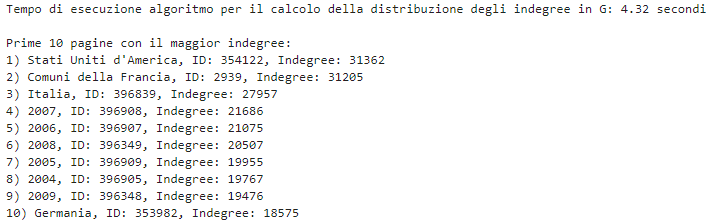 Tempo di esecuzione algoritmo per il calcolo della distribuzione degli indegree in G: 4.32 secondi
Prime 10 pagine con il maggior indegree:
1) Stati Uniti d'America, ID: 354122, Indegree: 31362
2) Comuni della Francia, ID: 2939, Indegree: 31205
3) Italia, ID: 396839, Indegree: 27957
4) 2007, ID: 396908, Indegree: 21686
5) 2006, ID: 396907, Indegree: 21075
6) 2008, ID: 396349, Indegree: 20507
7) 2005, ID: 396909, Indegree: 19955
8) 2004, ID: 396905, Indegree: 19767
9) 2009, ID: 396348, Indegree: 19476
10) Germania, ID: 353982, Indegree: 18575